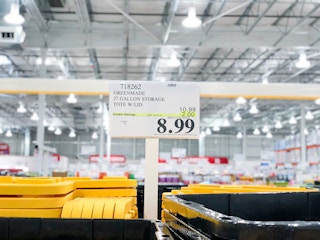 718262
GREENMADE
27 GALLON STORAGE
TOTE W/LID
10.99
2.00
8.99